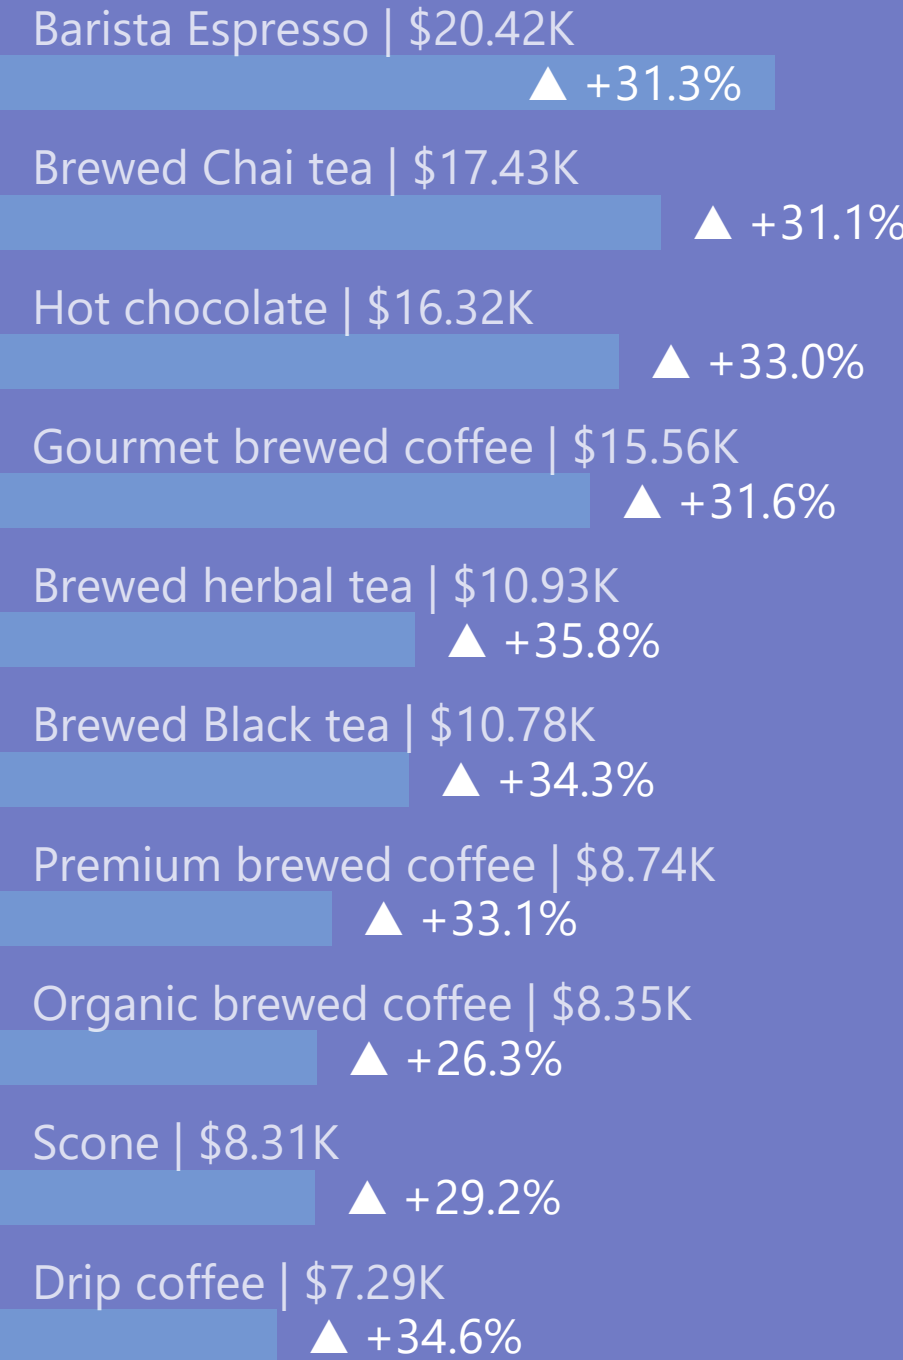 Barista Espresso | $20.42K
▲ +31.3%
Brewed Chai tea | $17.43K
▲ +31.1%
Hot chocolate | $16.32K
▲ +33.0%
Gourmet brewed coffee | $15.56K
▲ +31.6%
Brewed herbal tea | $10.93K
▲ +35.8%
Brewed Black tea | $10.78K
▲ +34.3%
Premium brewed coffee | $8.74K
▲ +33.1%
Organic brewed coffee | $8.35K
▲ +26.3%
Scone | $8.31K
▲ +29.2%
Drip coffee | $7.29K
▲ +34.6%